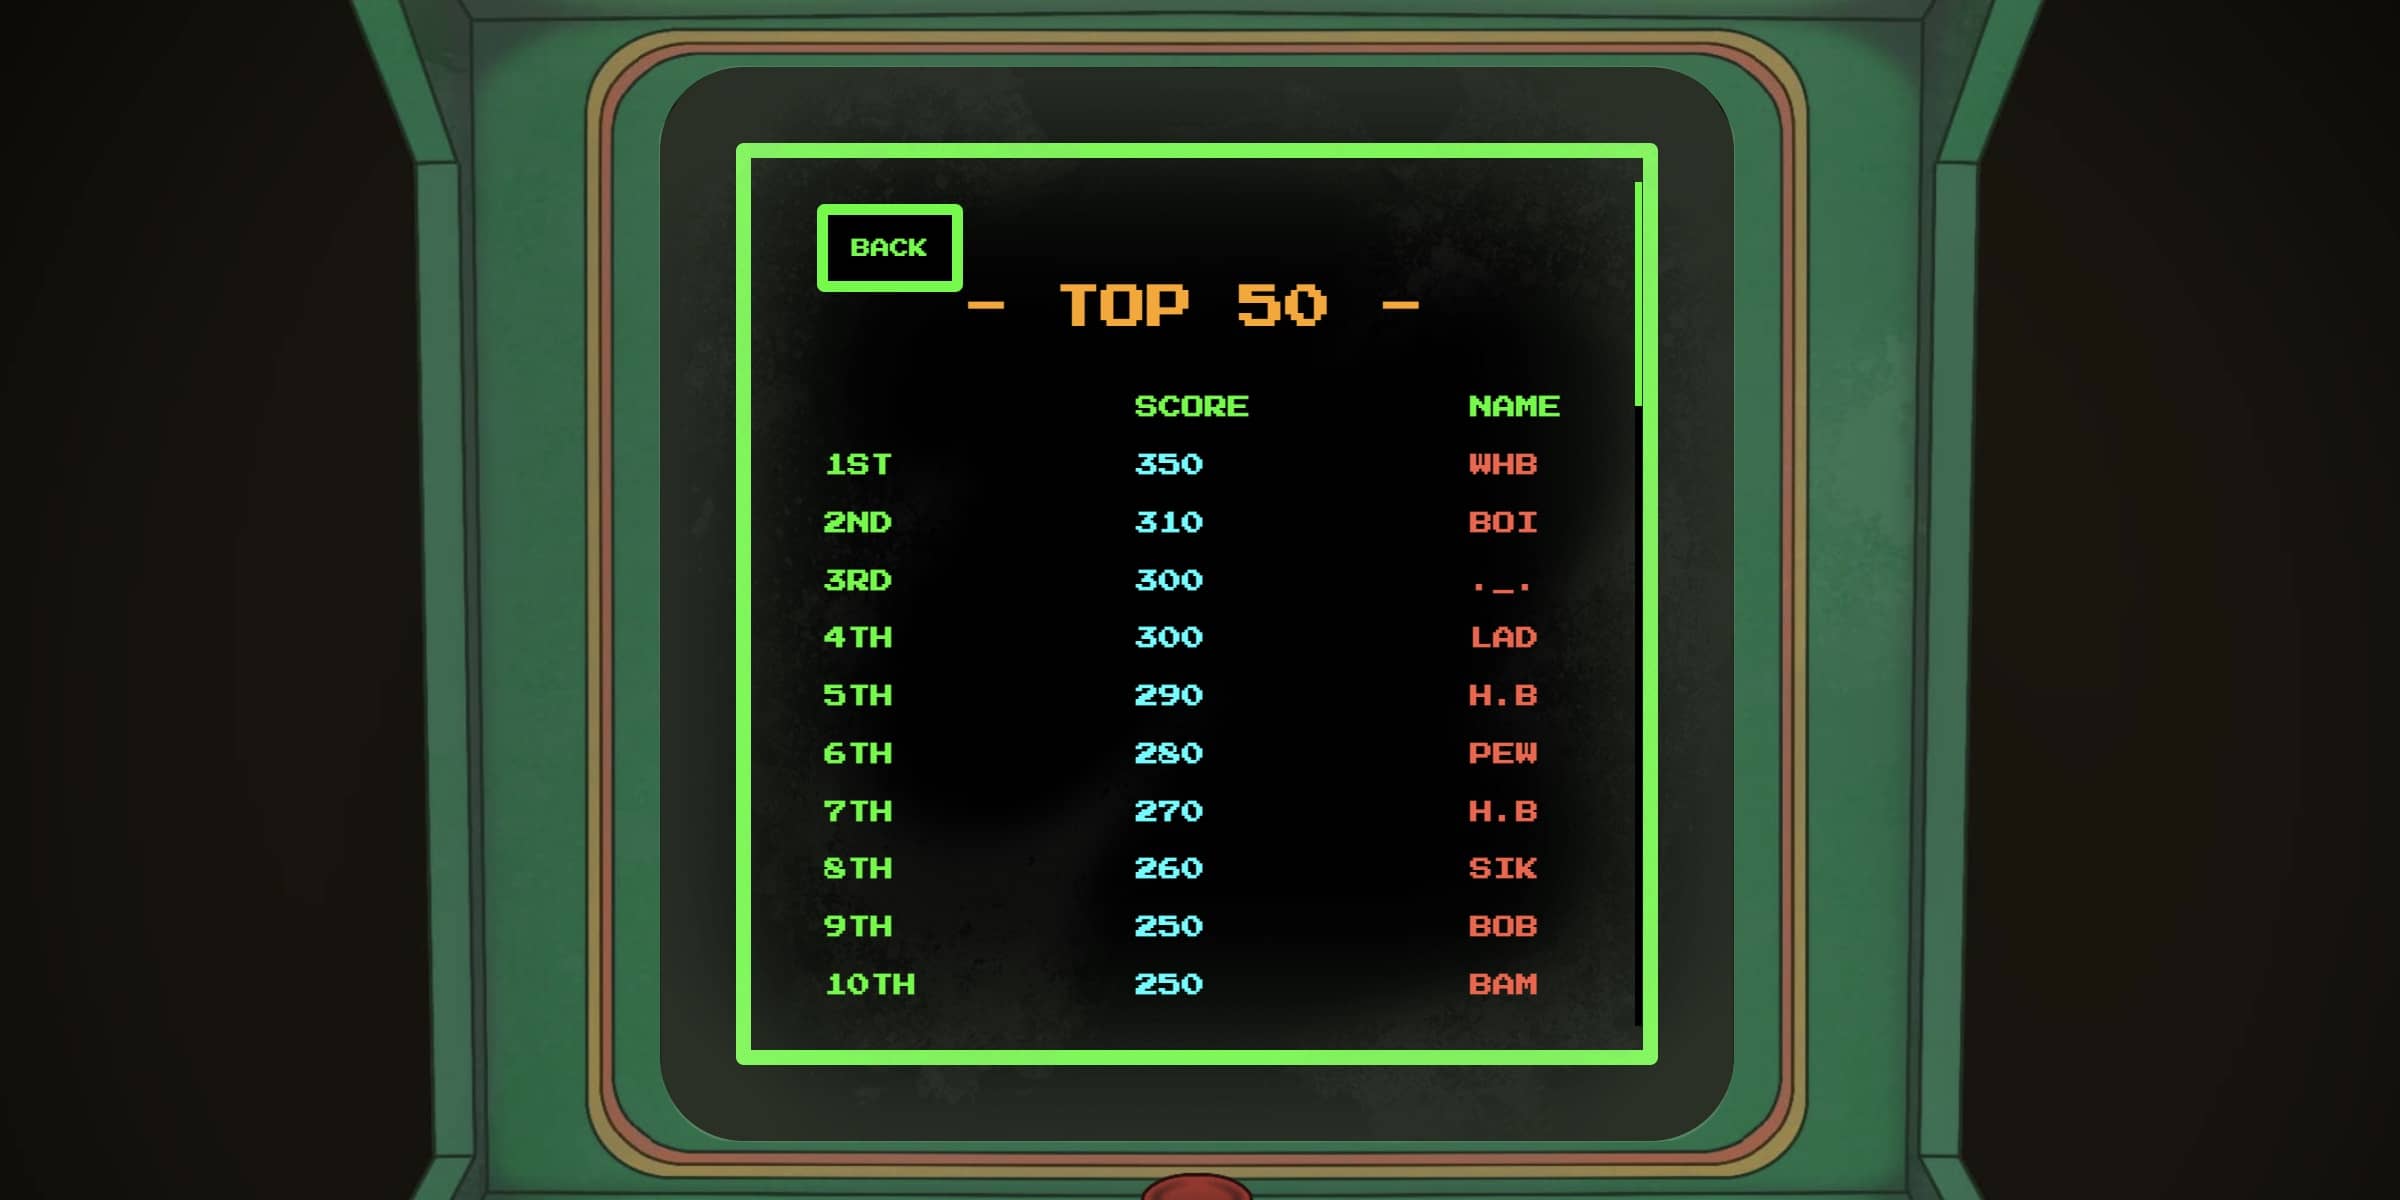 BACK
— TOP 50 —
SCORE NAME
1ST 350 WHB
2ND 310 BOI
3RD 300 ._.
4TH 300 LAD
5TH 290 H.B
6TH 280 PEW
7TH 270 H.B
8TH 260 SIK
9TH 250 BOB
10TH 250 BAM